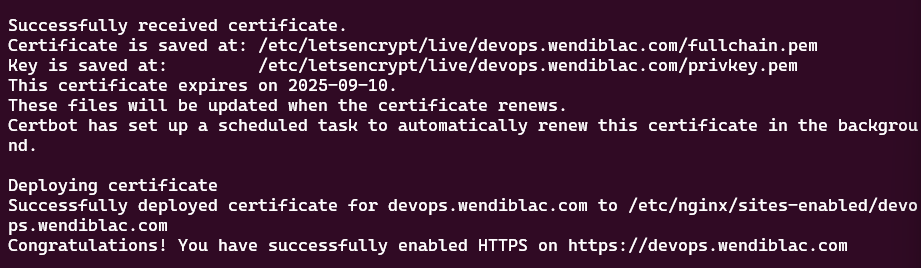 Successfully received certificate.
Certificate is saved at: /etc/letsencrypt/live/devops.wendiblac.com/fullchain.pem
Key is saved at:         /etc/letsencrypt/live/devops.wendiblac.com/privkey.pem
This certificate expires on 2025-09-10.
These files will be updated when the certificate renews.
Certbot has set up a scheduled task to automatically renew this certificate in the backgrou
nd.

Deploying certificate
Successfully deployed certificate for devops.wendiblac.com to /etc/nginx/sites-enabled/devo
ps.wendiblac.com
Congratulations! You have successfully enabled HTTPS on https://devops.wendiblac.com